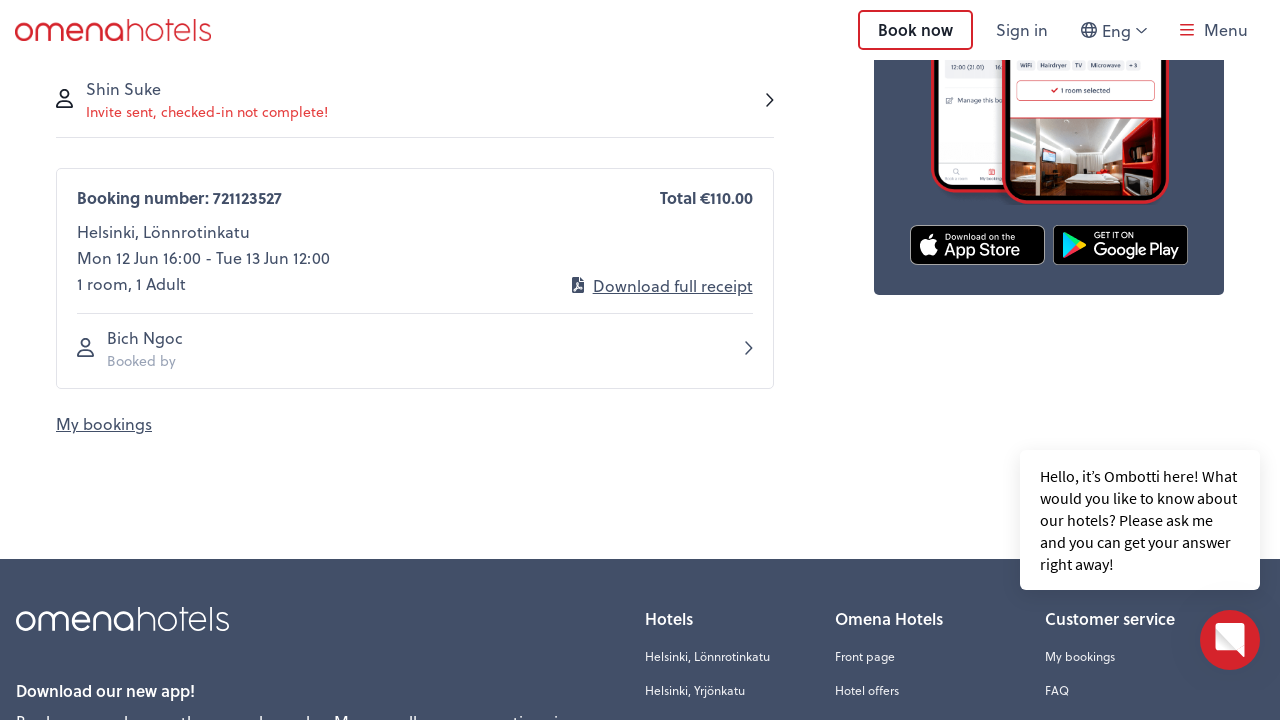 omenahotels
Book now
Sign in
Eng
Menu
Shin Suke
Invite sent, checked-in not complete!
12:00 (21.01)
16
Manage this bo
My bookin
WiFi Hairdryer TV Microwave + 5
1 room selected
Download on the
App Store
GET IT ON
Google Play
Booking number: 721123527
Total €110.00
Helsinki, Lönnrotinkatu
Mon 12 Jun 16:00 - Tue 13 Jun 12:00
1 room, 1 Adult
Download full receipt
Bich Ngoc
Booked by
My bookings
Hello, it's Ombotti here! What
would you like to know about
our hotels? Please ask me
and you can get your answer
right away!
omenahotels
Download our new app!
Hotels
Helsinki, Lönnrotinkatu
Helsinki, Yrjönkatu
Omena Hotels
Front page
Hotel offers
Customer service
My bookings
FAQ